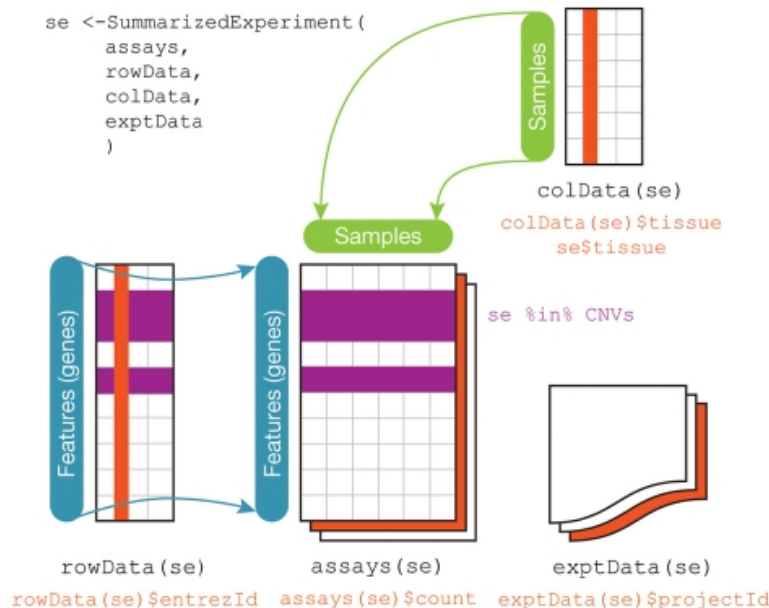 se <-SummarizedExperiment(
assays,
rowData,
colData,
exptData
)
Samples
colData(se)
colData(se)$tissue
se$tissue
Samples
Features (genes)
Features (genes)
se %in% CNVs
rowData(se)
assays(se)
exptData(se)
rowData(se)$entrezId
assays(se)$count
exptData(se)$projectId